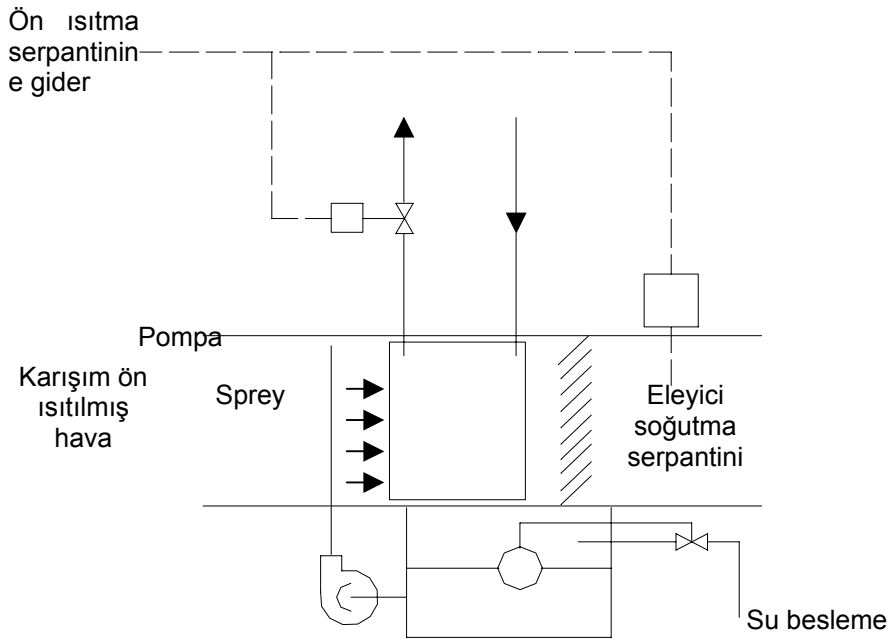 Ön ısıtma
serpantinin
e gider
Pompa
Karışım ön
ısıtılmış
hava
Sprey
Eleyici
soğutma
serpantini
Su besleme